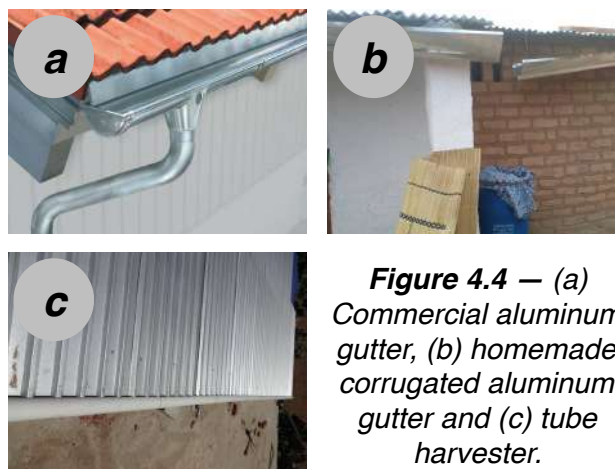 a
b
c
Figure 4.4 — (a)
Commercial aluminum
gutter, (b) homemade
corrugated aluminum
gutter and (c) tube
harvester.